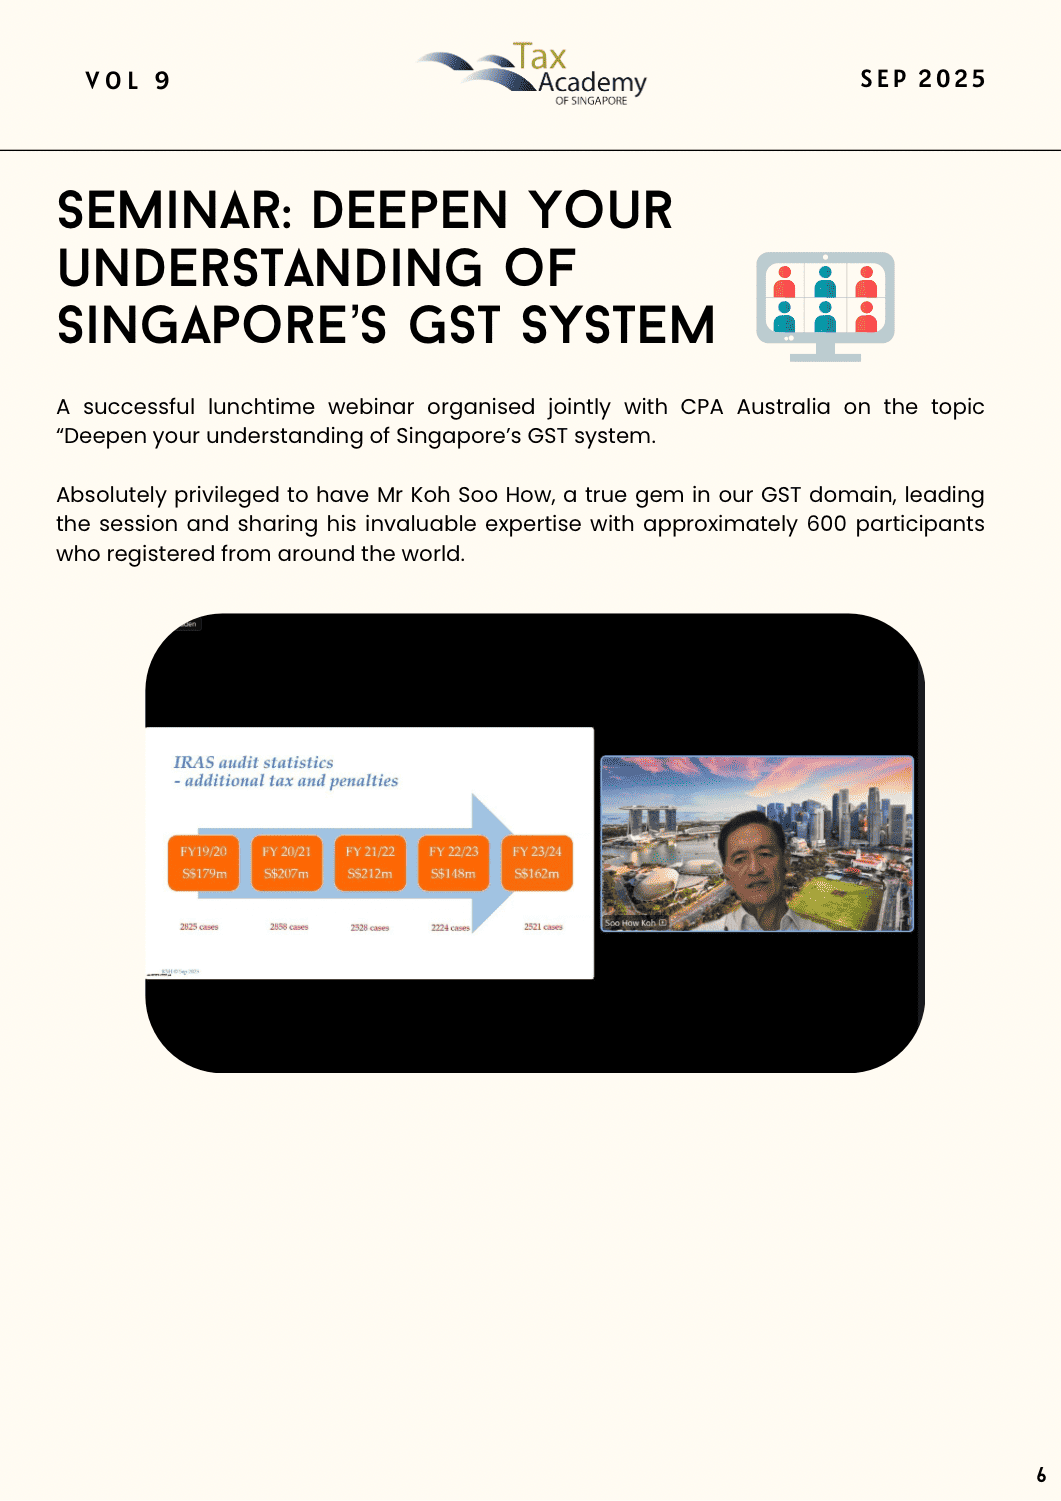 VOL 9
Tax
Academy
OF SINGAPORE
SEP 2025
SEMINAR: DEEPEN YOUR
UNDERSTANDING OF
SINGAPORE'S GST SYSTEM
A successful lunchtime webinar organised jointly with CPA Australia on the topic
“Deepen your understanding of Singapore’s GST system.
Absolutely privileged to have Mr Koh Soo How, a true gem in our GST domain, leading
the session and sharing his invaluable expertise with approximately 600 participants
who registered from around the world.
IRAS audit statistics
- additional tax and penalties
FY19/20 FY 20/21 FY 21/22 FY 22/23 FY 23/24
S$179m S$207m S$212m S$148m S$162m
2825 cases 2858 cases 2528 cases 2224 cases 2521 cases
Soo How Koh
6